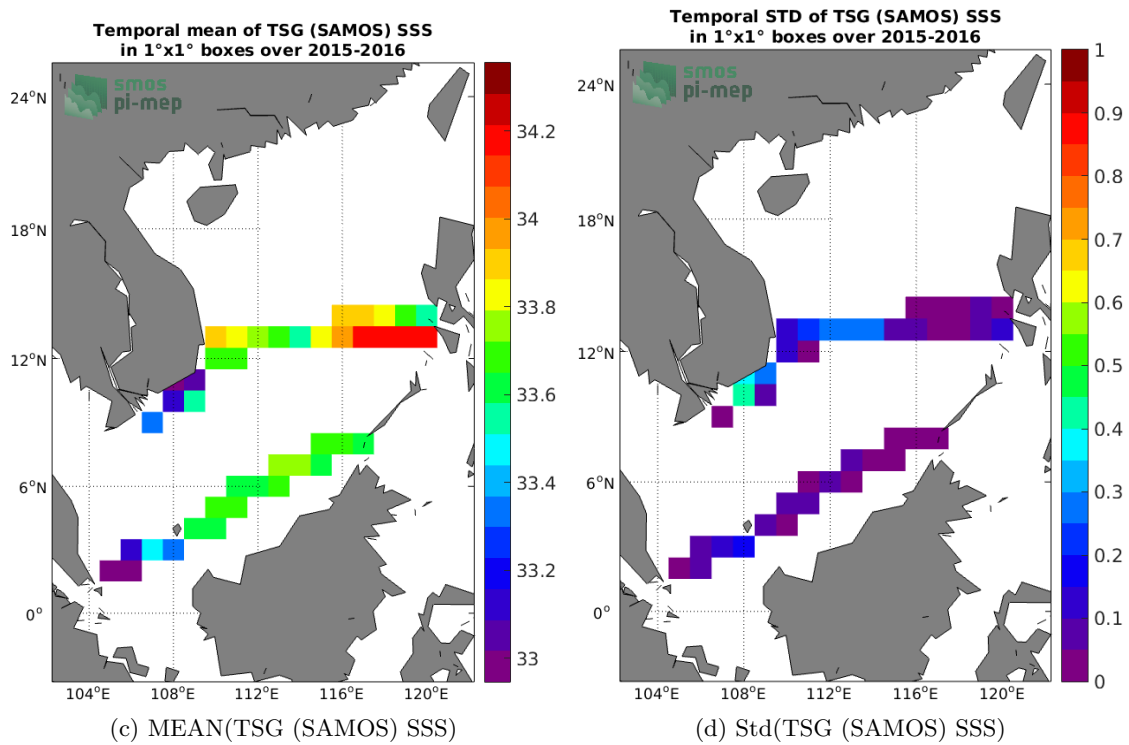 Temporal mean of TSG (SAMOS) SSS
in 1°x1° boxes over 2015-2016
smos
pi-mep
24°N
18°N
12°N
6°N
0°
104°E
108°E
112°E
116°E
120°E
34.2
34
33.8
33.6
33.4
33.2
33
(c) MEAN(TSG (SAMOS) SSS)
Temporal STD of TSG (SAMOS) SSS
in 1°x1° boxes over 2015-2016
smos
pi-mep
24°N
18°N
12°N
6°N
0°
104°E
108°E
112°E
116°E
120°E
1
0.9
0.8
0.7
0.6
0.5
0.4
0.3
0.2
0.1
0
(d) Std(TSG (SAMOS) SSS)